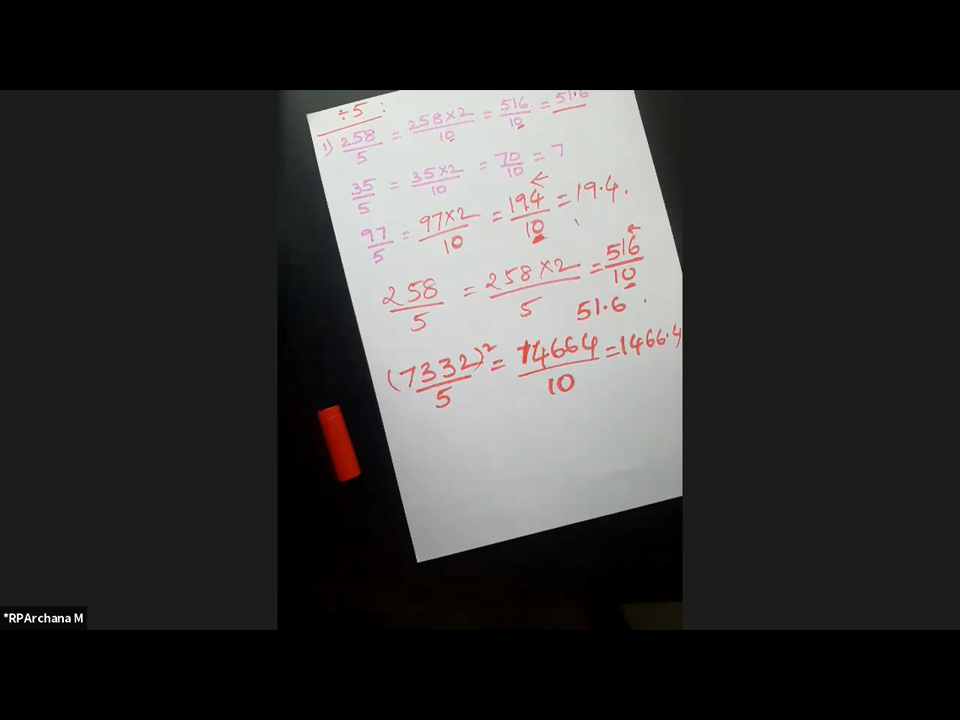 ÷5 :
1) 258/5 = 258×2/10 = 516/10 = 51.6
35/5 = 35×2/10 = 70/10 = 7
97/5 = 97×2/10 = 194/10 = 19.4.
258/5 = 258×2/5 = 516/10
51.6.
(7332)²/5 = 14664/10 = 1466.4
*RPArchana M